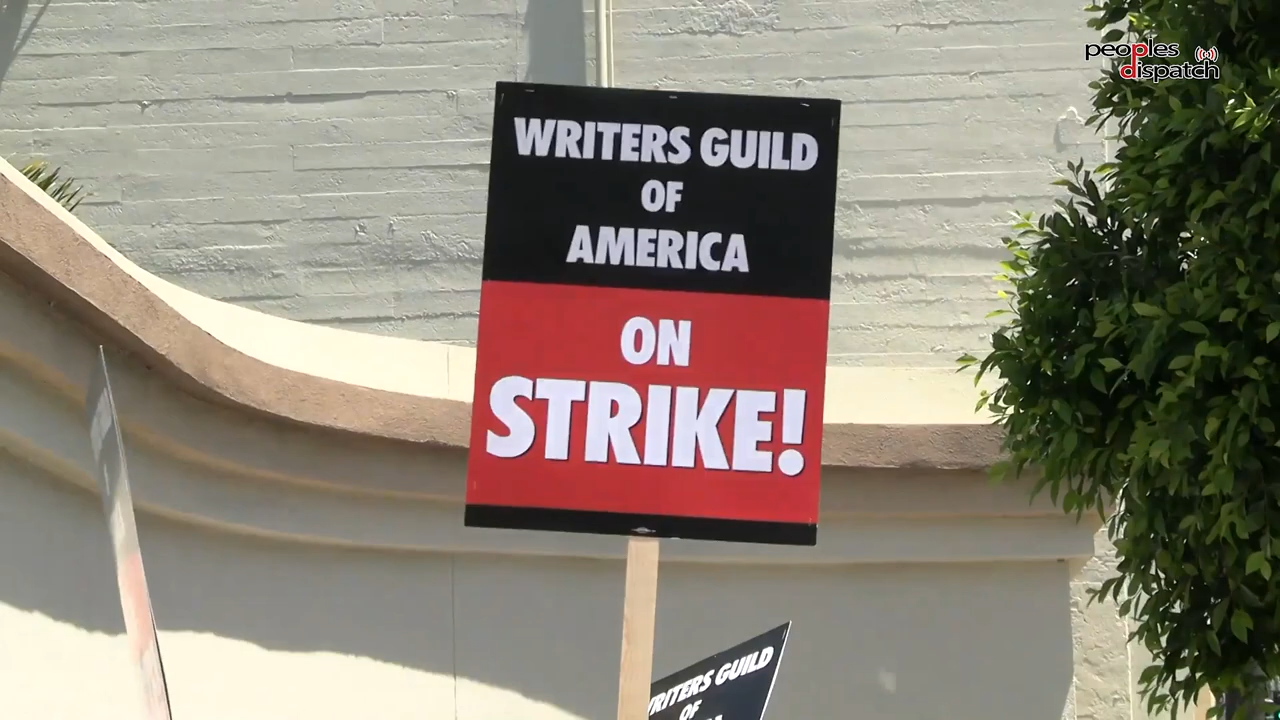 peoples
dispatch
WRITERS GUILD
OF
AMERICA
ON
STRIKE!
WRITERS GUILD
OF